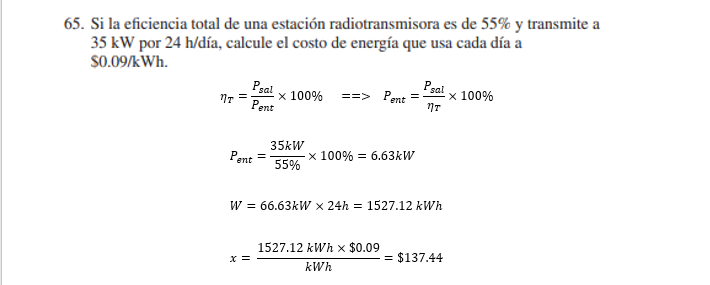 65. Si la eficiencia total de una estación radiotransmisora es de 55% y transmite a
35 kW por 24 h/día, calcule el costo de energía que usa cada día a
$0.09/kWh.
η_T = P_sal / P_ent × 100% ==> P_ent = P_sal / η_T × 100%
P_ent = 35kW / 55% × 100% = 6.63kW
W = 66.63kW × 24h = 1527.12 kWh
x = 1527.12 kWh × $0.09 / kWh = $137.44